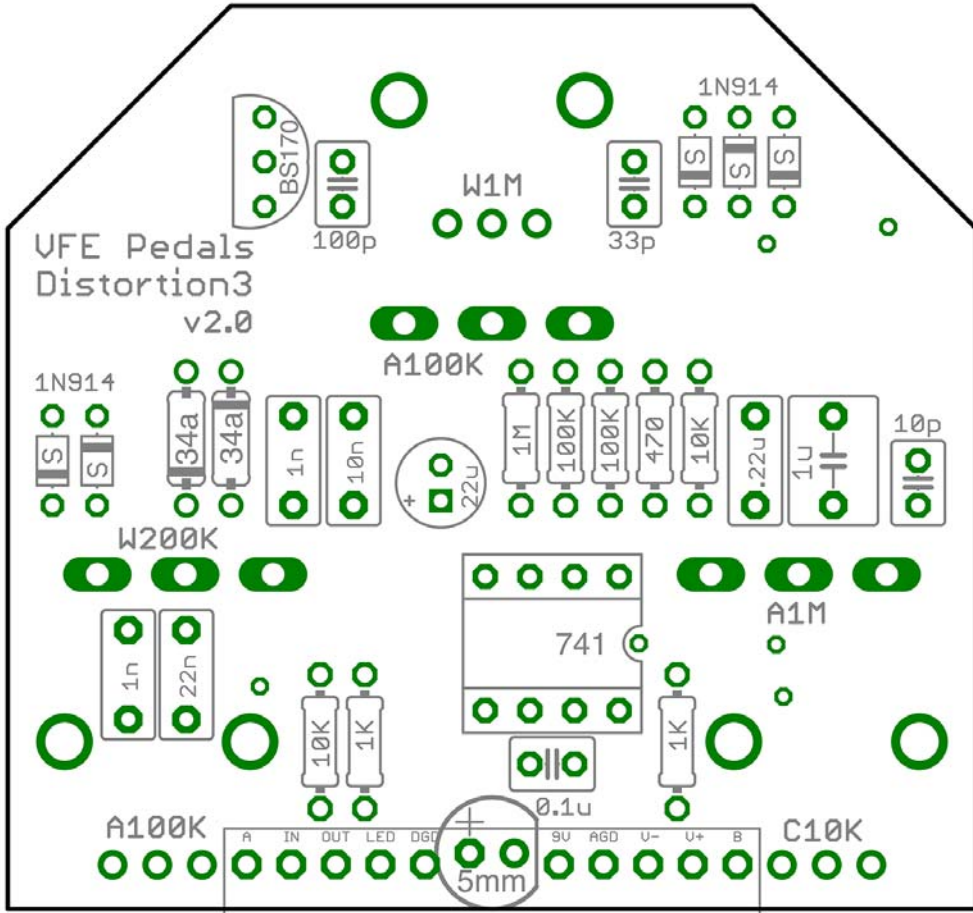 1N914
BS170
W1M
100p
33p
S
S
S
VFE Pedals
Distortion3
v2.0
A100K
1N914
10p
S
S
34a
34a
1n
10n
+
22u
1M
100K
100K
470
10K
.22u
1u
W200K
741
A1M
1n
22n
10K
1K
1K
0.1u
A100K
C10K
A
IN
OUT
LED
DGD
+
9V
AGD
V-
V+
B
5mm